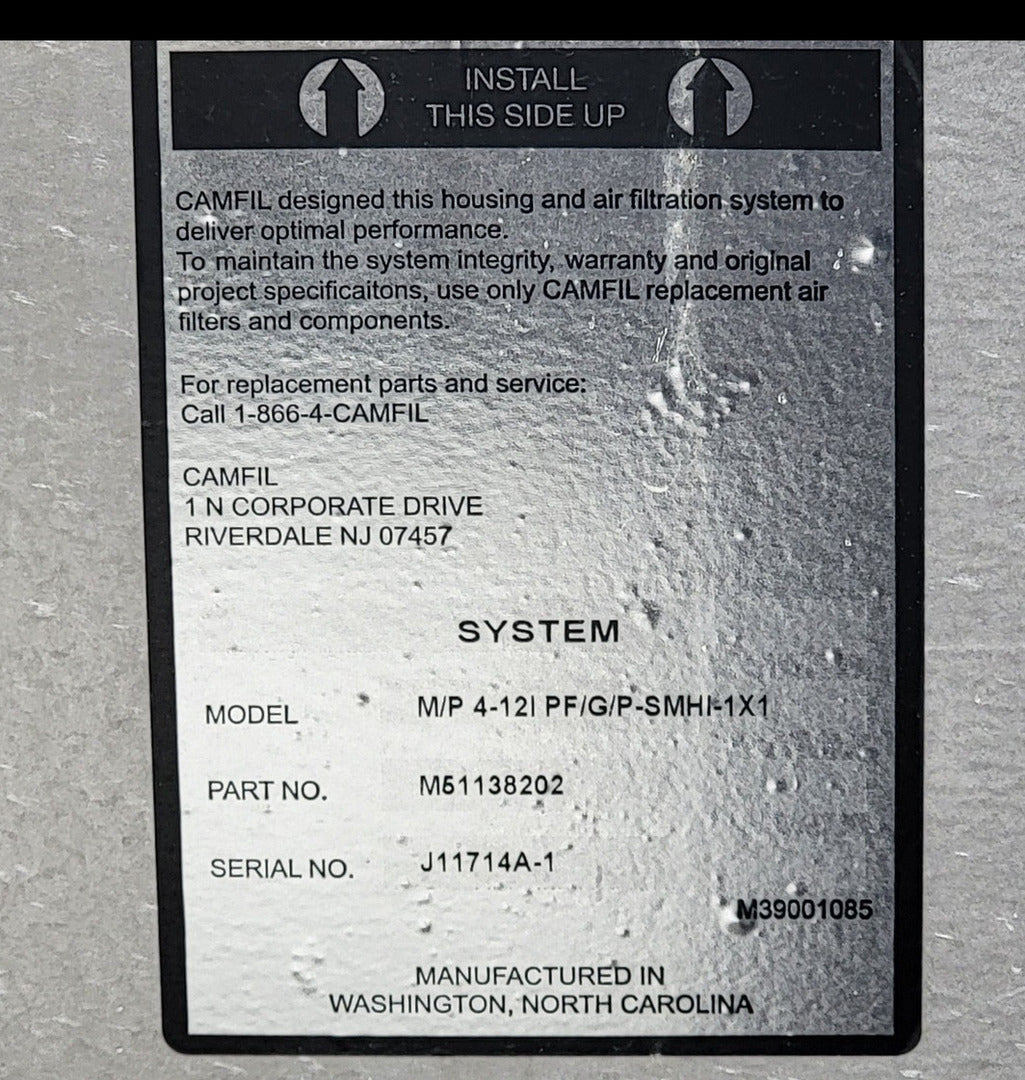 INSTALL
THIS SIDE UP
CAMFIL designed this housing and air filtration system to
deliver optimal performance.
To maintain the system integrity, warranty and original
project specificaitons, use only CAMFIL replacement air
filters and components.
For replacement parts and service:
Call 1-866-4-CAMFIL
CAMFIL
1 N CORPORATE DRIVE
RIVERDALE NJ 07457
SYSTEM
MODEL M/P 4-12I PF/G/P-SMHI-1X1
PART NO. M51138202
SERIAL NO. J11714A-1
M39001085
MANUFACTURED IN
WASHINGTON, NORTH CAROLINA